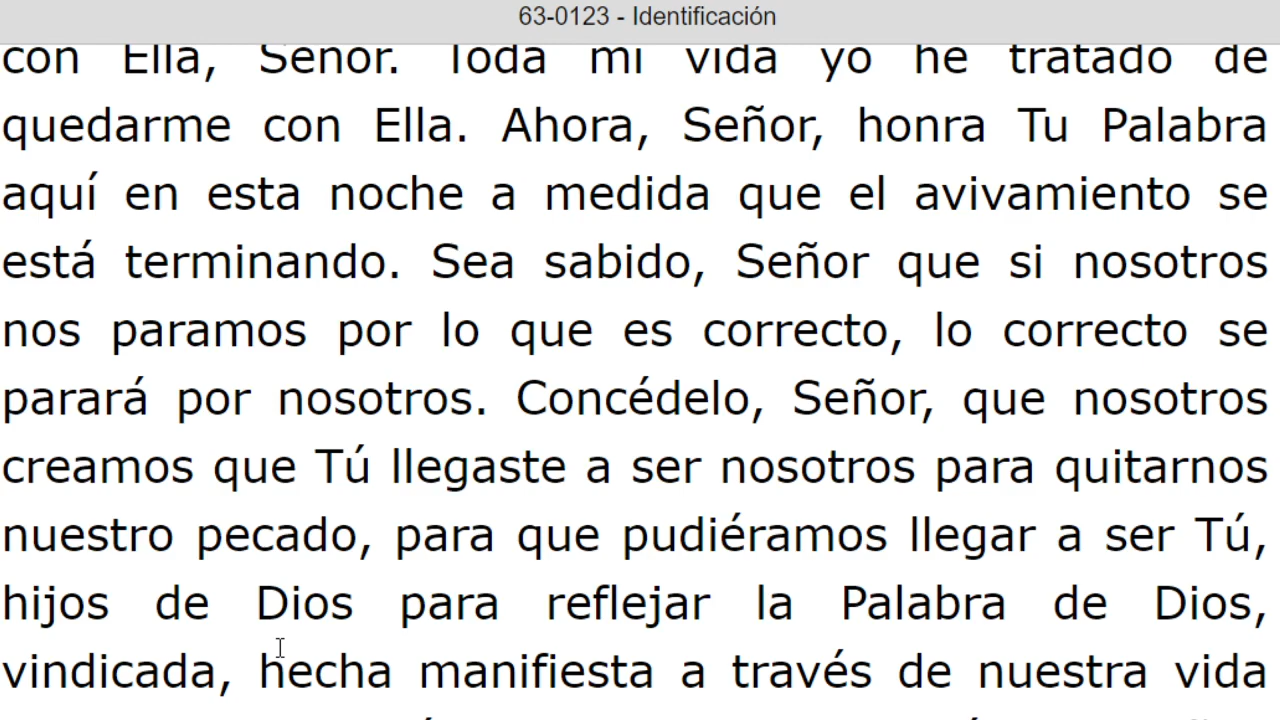 63-0123 - Identificación
con Ella, Señor. Toda mi vida yo he tratado de
quedarme con Ella. Ahora, Señor, honra Tu Palabra
aquí en esta noche a medida que el avivamiento se
está terminando. Sea sabido, Señor que si nosotros
nos paramos por lo que es correcto, lo correcto se
parará por nosotros. Concédelo, Señor, que nosotros
creamos que Tú llegaste a ser nosotros para quitarnos
nuestro pecado, para que pudiéramos llegar a ser Tú,
hijos de Dios para reflejar la Palabra de Dios,
vindicada, hecha manifiesta a través de nuestra vida